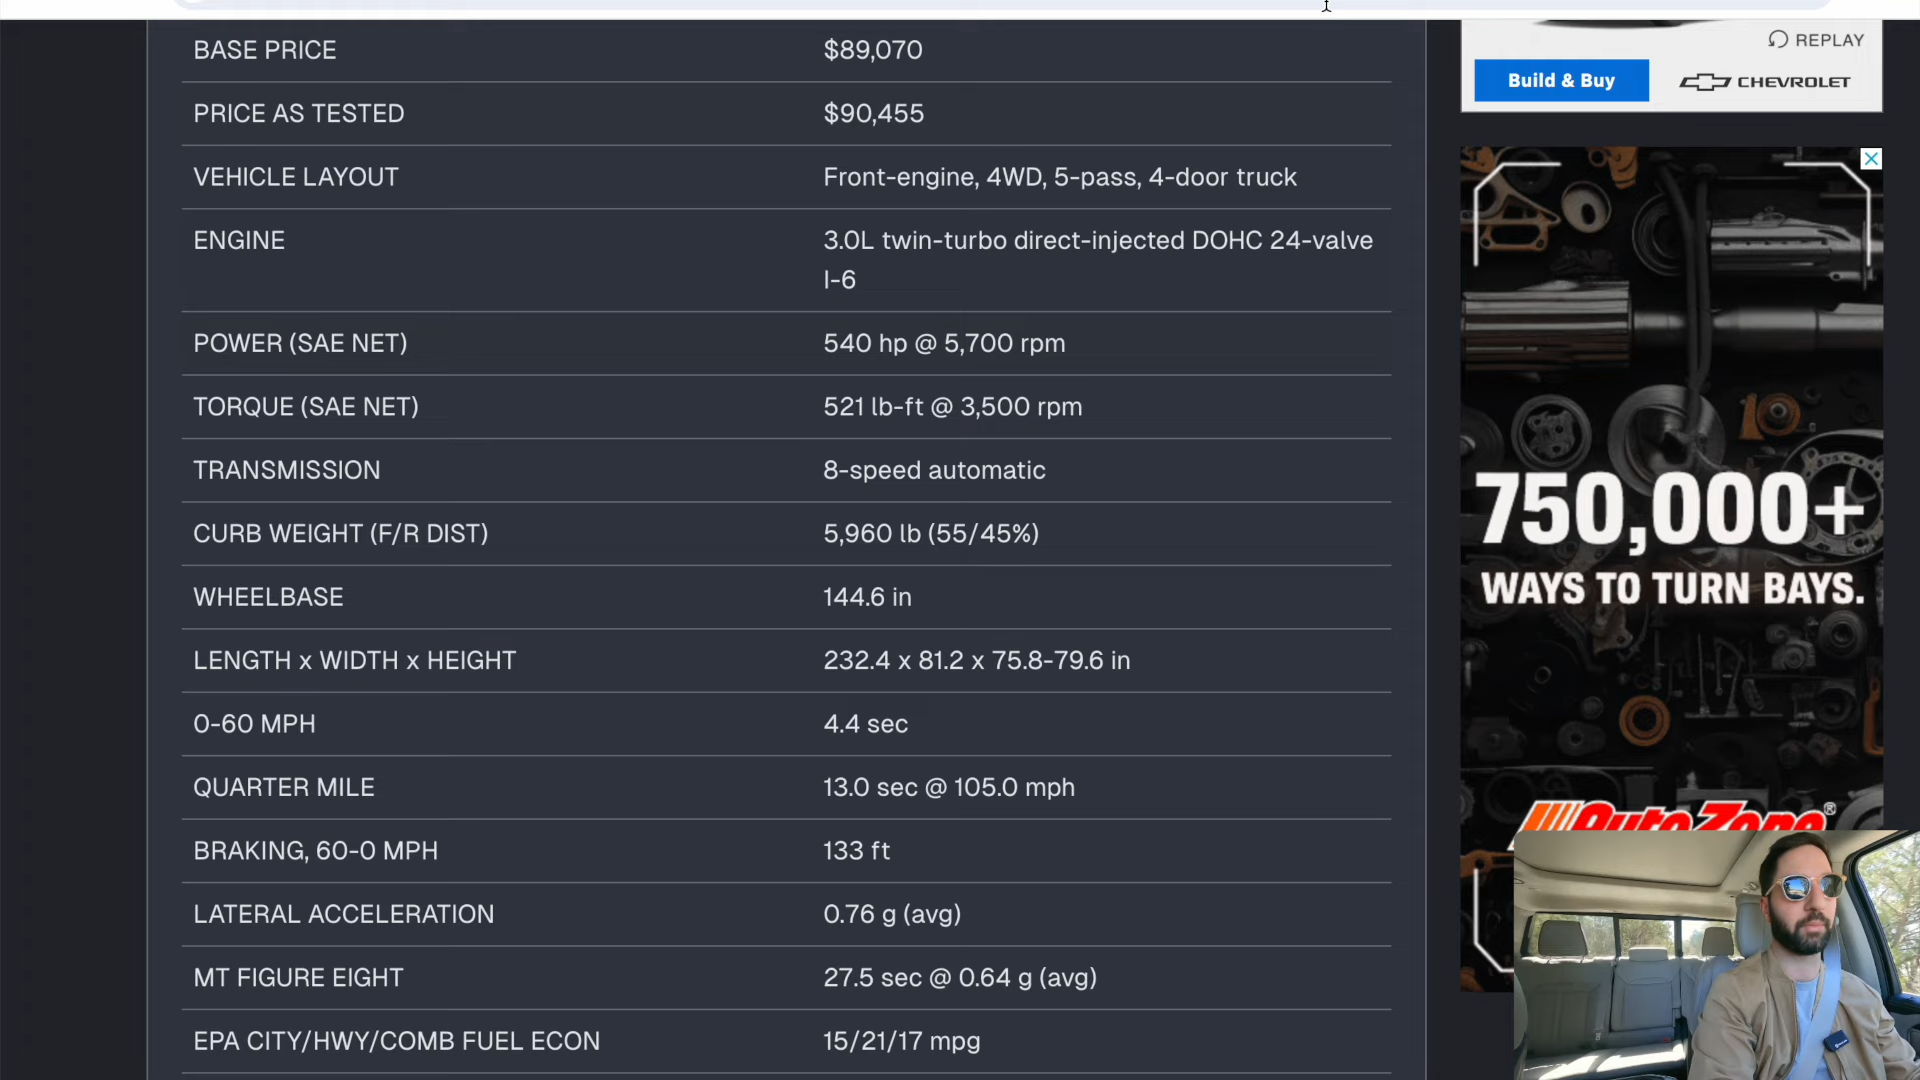 BASE PRICE $89,070
PRICE AS TESTED $90,455
VEHICLE LAYOUT Front-engine, 4WD, 5-pass, 4-door truck
ENGINE 3.0L twin-turbo direct-injected DOHC 24-valve
I-6
POWER (SAE NET) 540 hp @ 5,700 rpm
TORQUE (SAE NET) 521 lb-ft @ 3,500 rpm
TRANSMISSION 8-speed automatic
CURB WEIGHT (F/R DIST) 5,960 lb (55/45%)
WHEELBASE 144.6 in
LENGTH x WIDTH x HEIGHT 232.4 x 81.2 x 75.8-79.6 in
0-60 MPH 4.4 sec
QUARTER MILE 13.0 sec @ 105.0 mph
BRAKING, 60-0 MPH 133 ft
LATERAL ACCELERATION 0.76 g (avg)
MT FIGURE EIGHT 27.5 sec @ 0.64 g (avg)
EPA CITY/HWY/COMB FUEL ECON 15/21/17 mpg
REPLAY
Build & Buy
CHEVROLET
750,000+
WAYS TO TURN BAYS.
AutoZone®